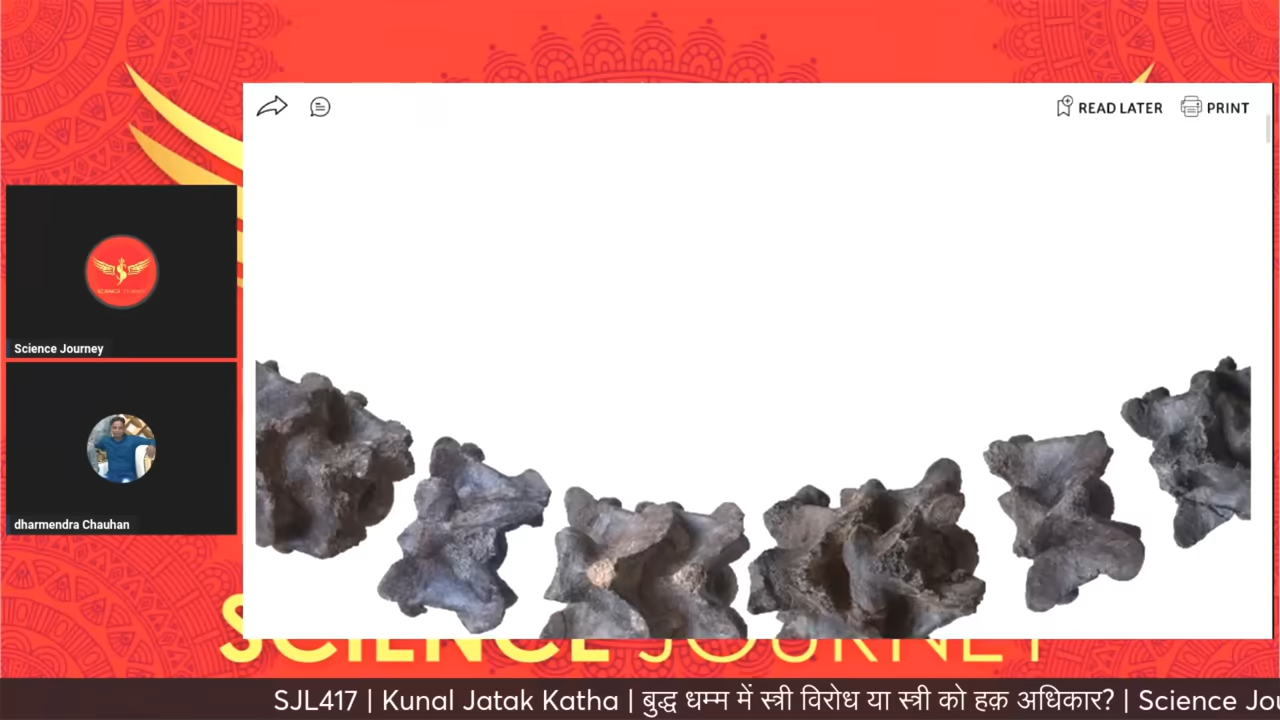 READ LATER PRINT
Science Journey
dharmendra Chauhan
SCIENCE JOURNEY
SJL417 | Kunal Jatak Katha | बुद्ध धम्म में स्त्री विरोध या स्त्री को हक़ अधिकार? | Science Jou